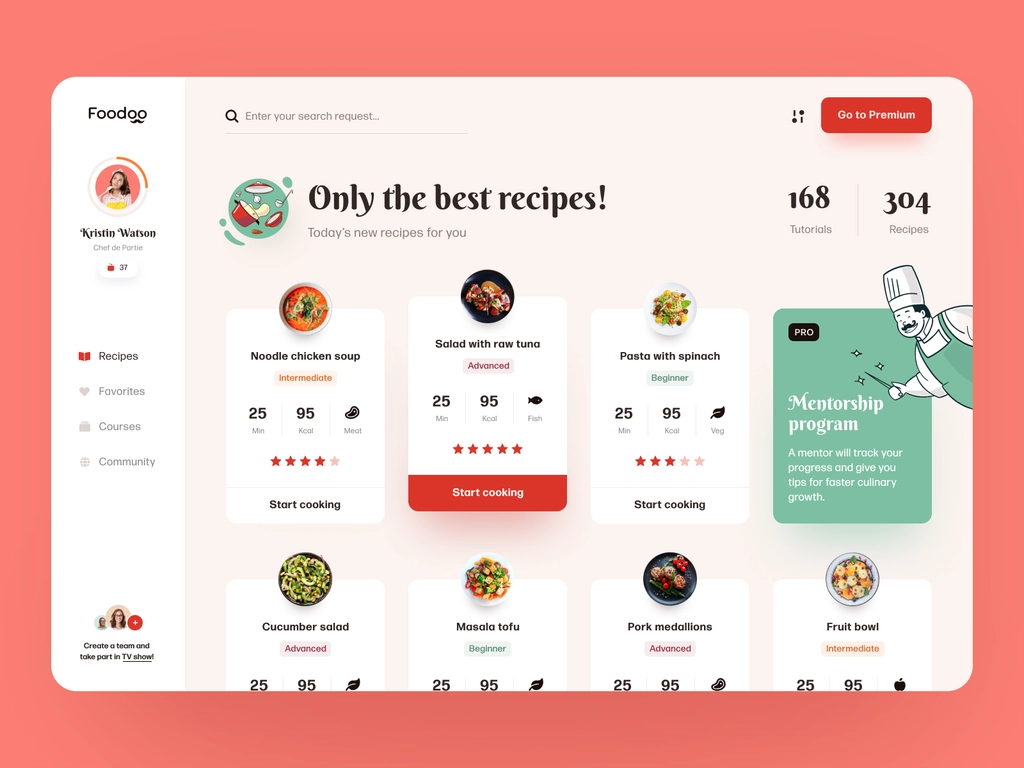 Foodoo
Enter your search request...
Go to Premium
Kristin Watson
Chef de Partie
37
Only the best recipes!
Today's new recipes for you
168
Tutorials
304
Recipes
Recipes
Favorites
Courses
Community
Create a team and
take part in TV show!
Noodle chicken soup
Intermediate
25 95
Min Kcal Meat
Start cooking
Salad with raw tuna
Advanced
25 95
Min Kcal Fish
Start cooking
Pasta with spinach
Beginner
25 95
Min Kcal Veg
Start cooking
PRO
Mentorship
program
A mentor will track your
progress and give you
tips for faster culinary
growth.
Cucumber salad
Advanced
25 95
Masala tofu
Beginner
25 95
Pork medallions
Advanced
25 95
Fruit bowl
Intermediate
25 95